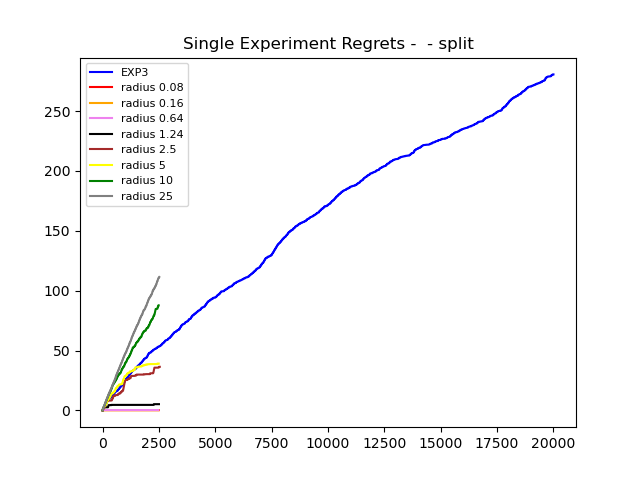 Single Experiment Regrets -  - split
EXP3
radius 0.08
radius 0.16
radius 0.64
radius 1.24
radius 2.5
radius 5
radius 10
radius 25
250
200
150
100
50
0
0 2500 5000 7500 10000 12500 15000 17500 20000